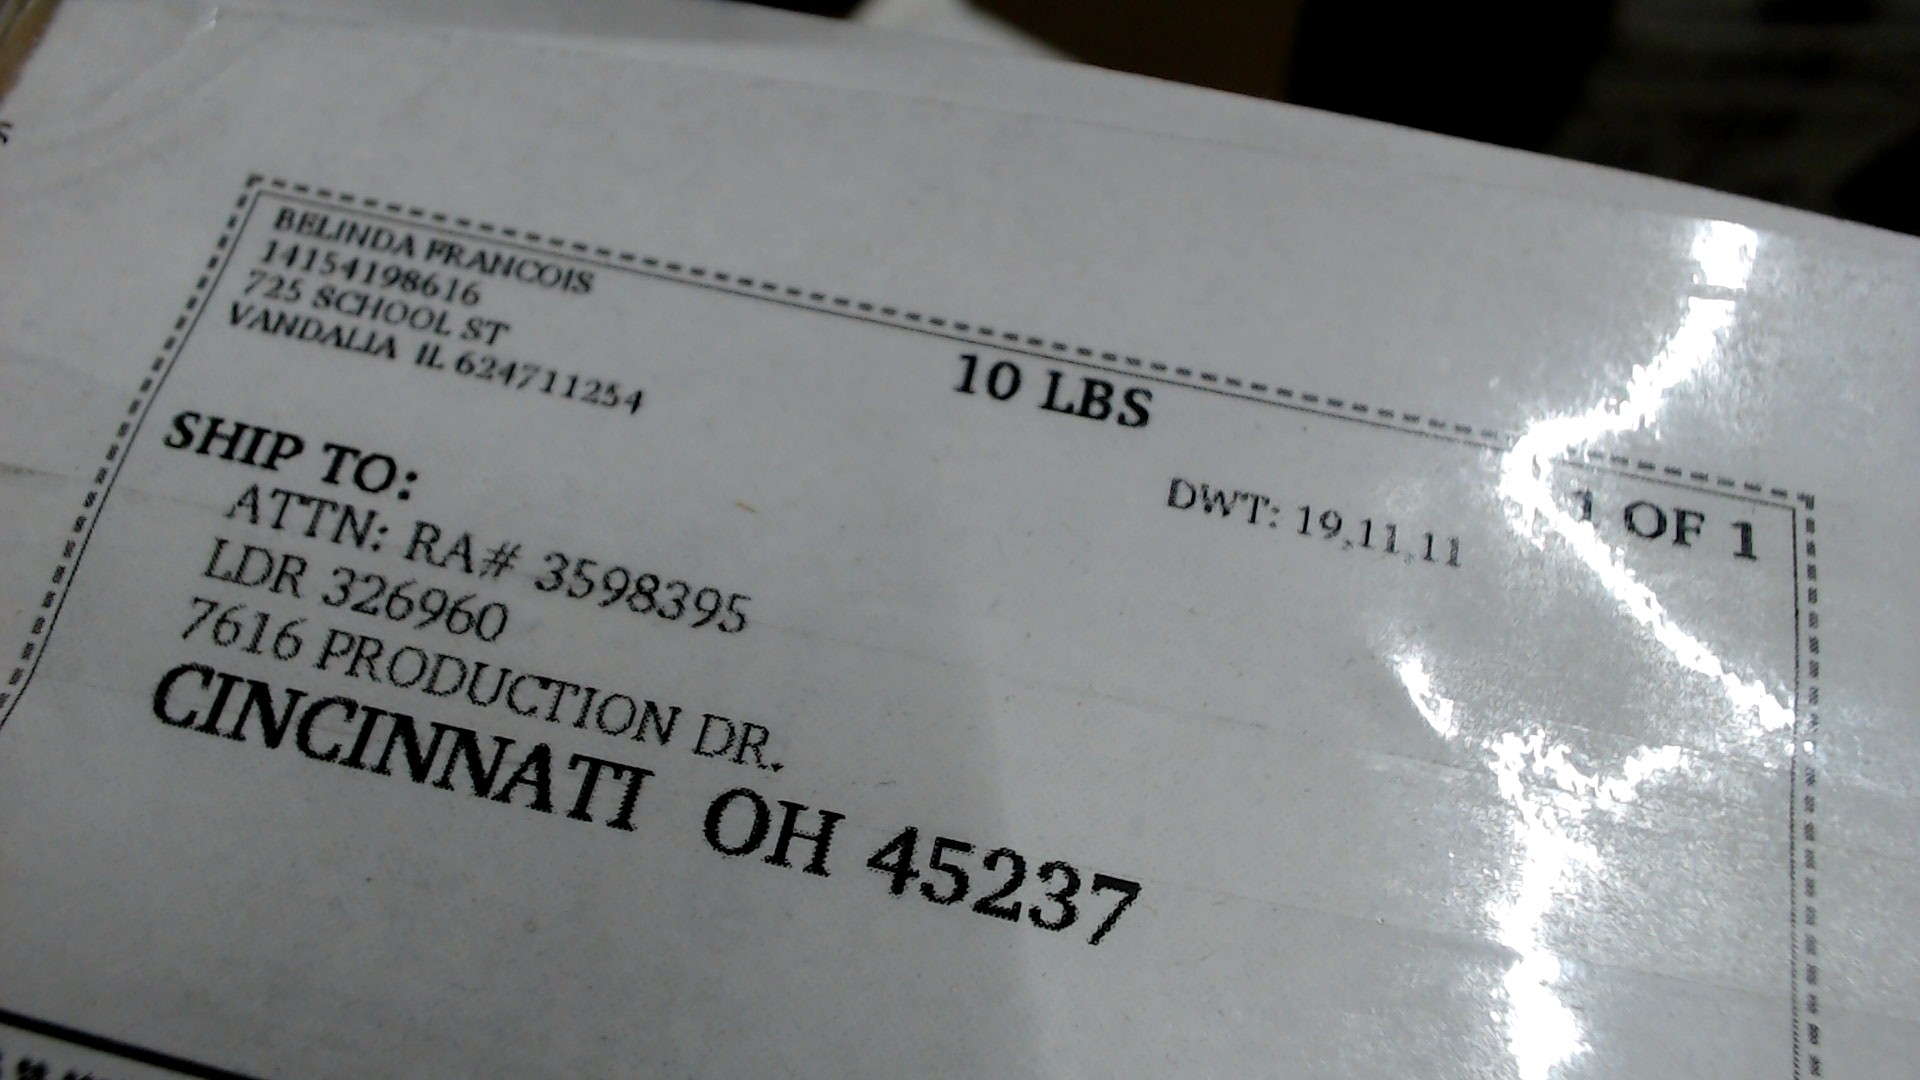 BELINDA FRANCOIS
14154198616
725 SCHOOL ST
VANDALIA IL 624711254
10 LBS
1 OF 1
DWT: 19,11,11
SHIP TO:
ATTN: RA# 3598395
LDR 326960
7616 PRODUCTION DR.
CINCINNATI OH 45237